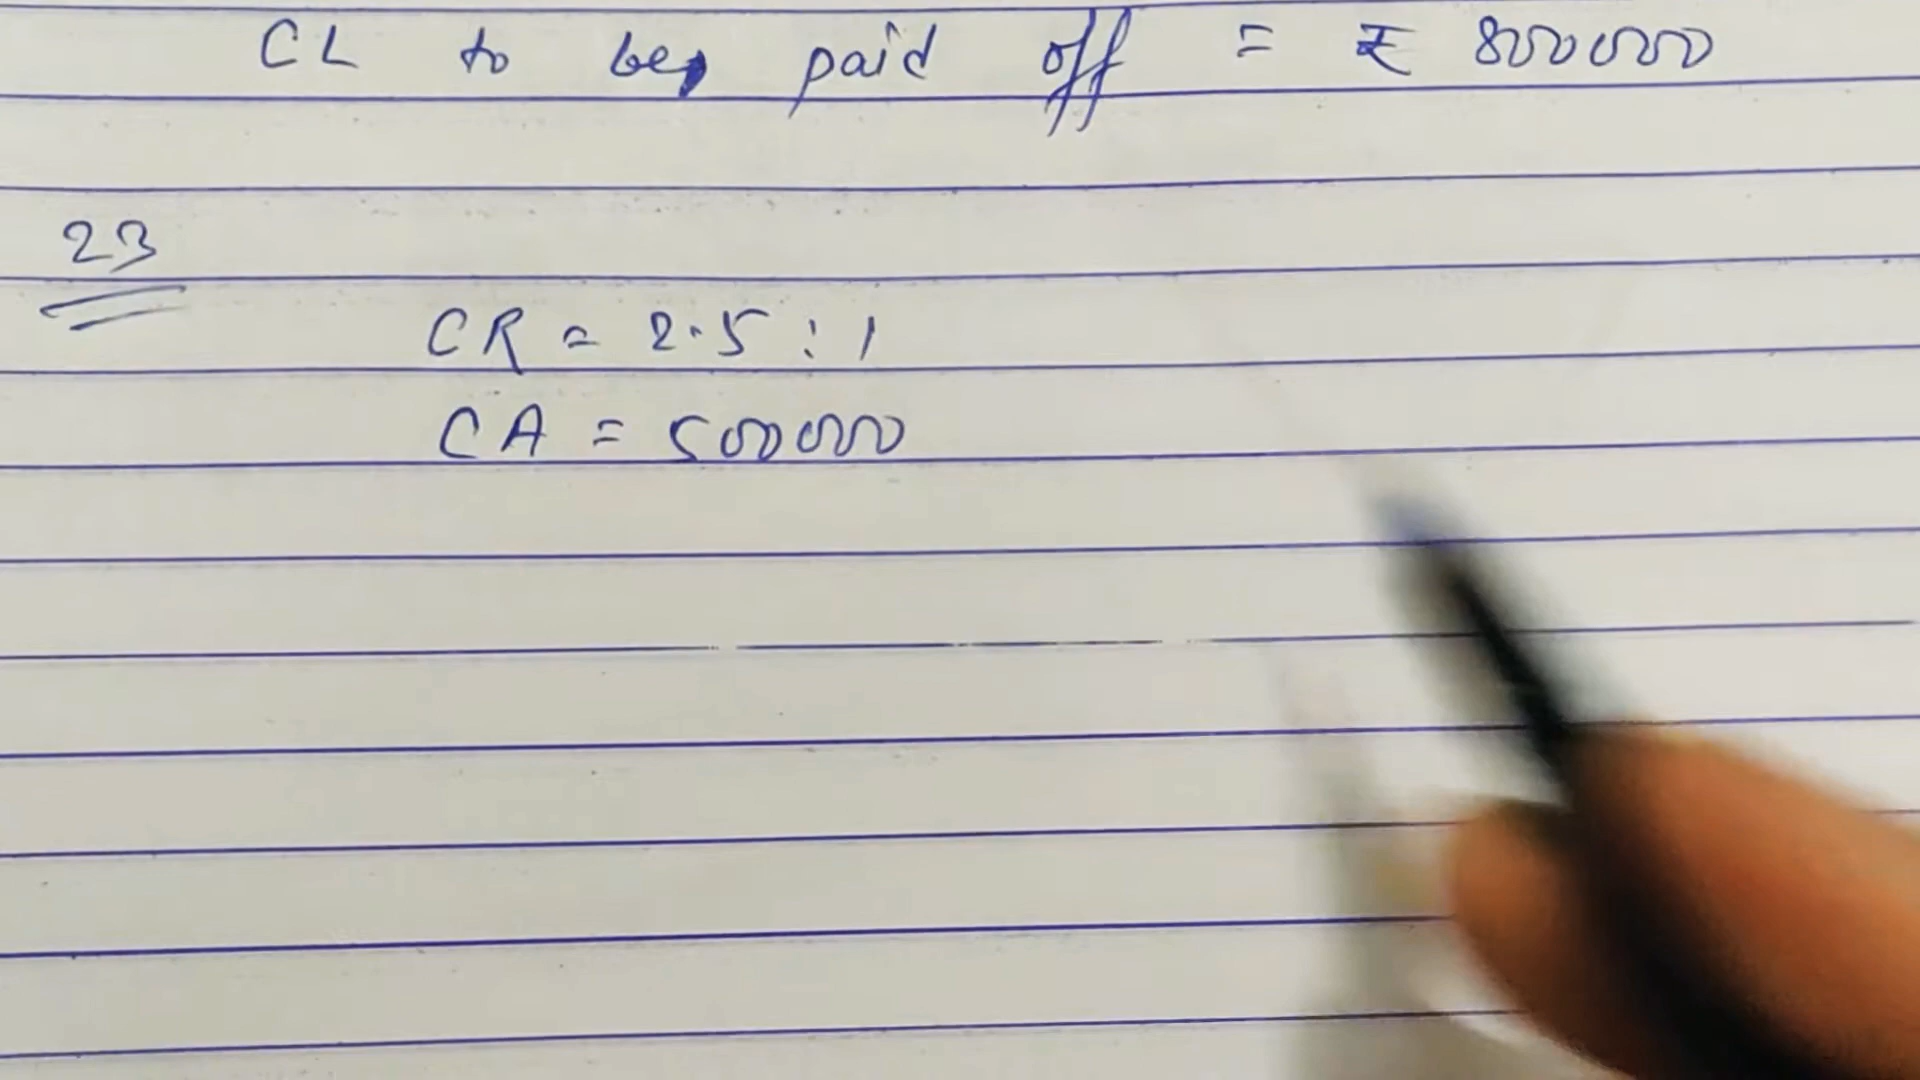 CL to be paid off = ₹ 800000
23
CR = 2.5 : 1
CA = 500000